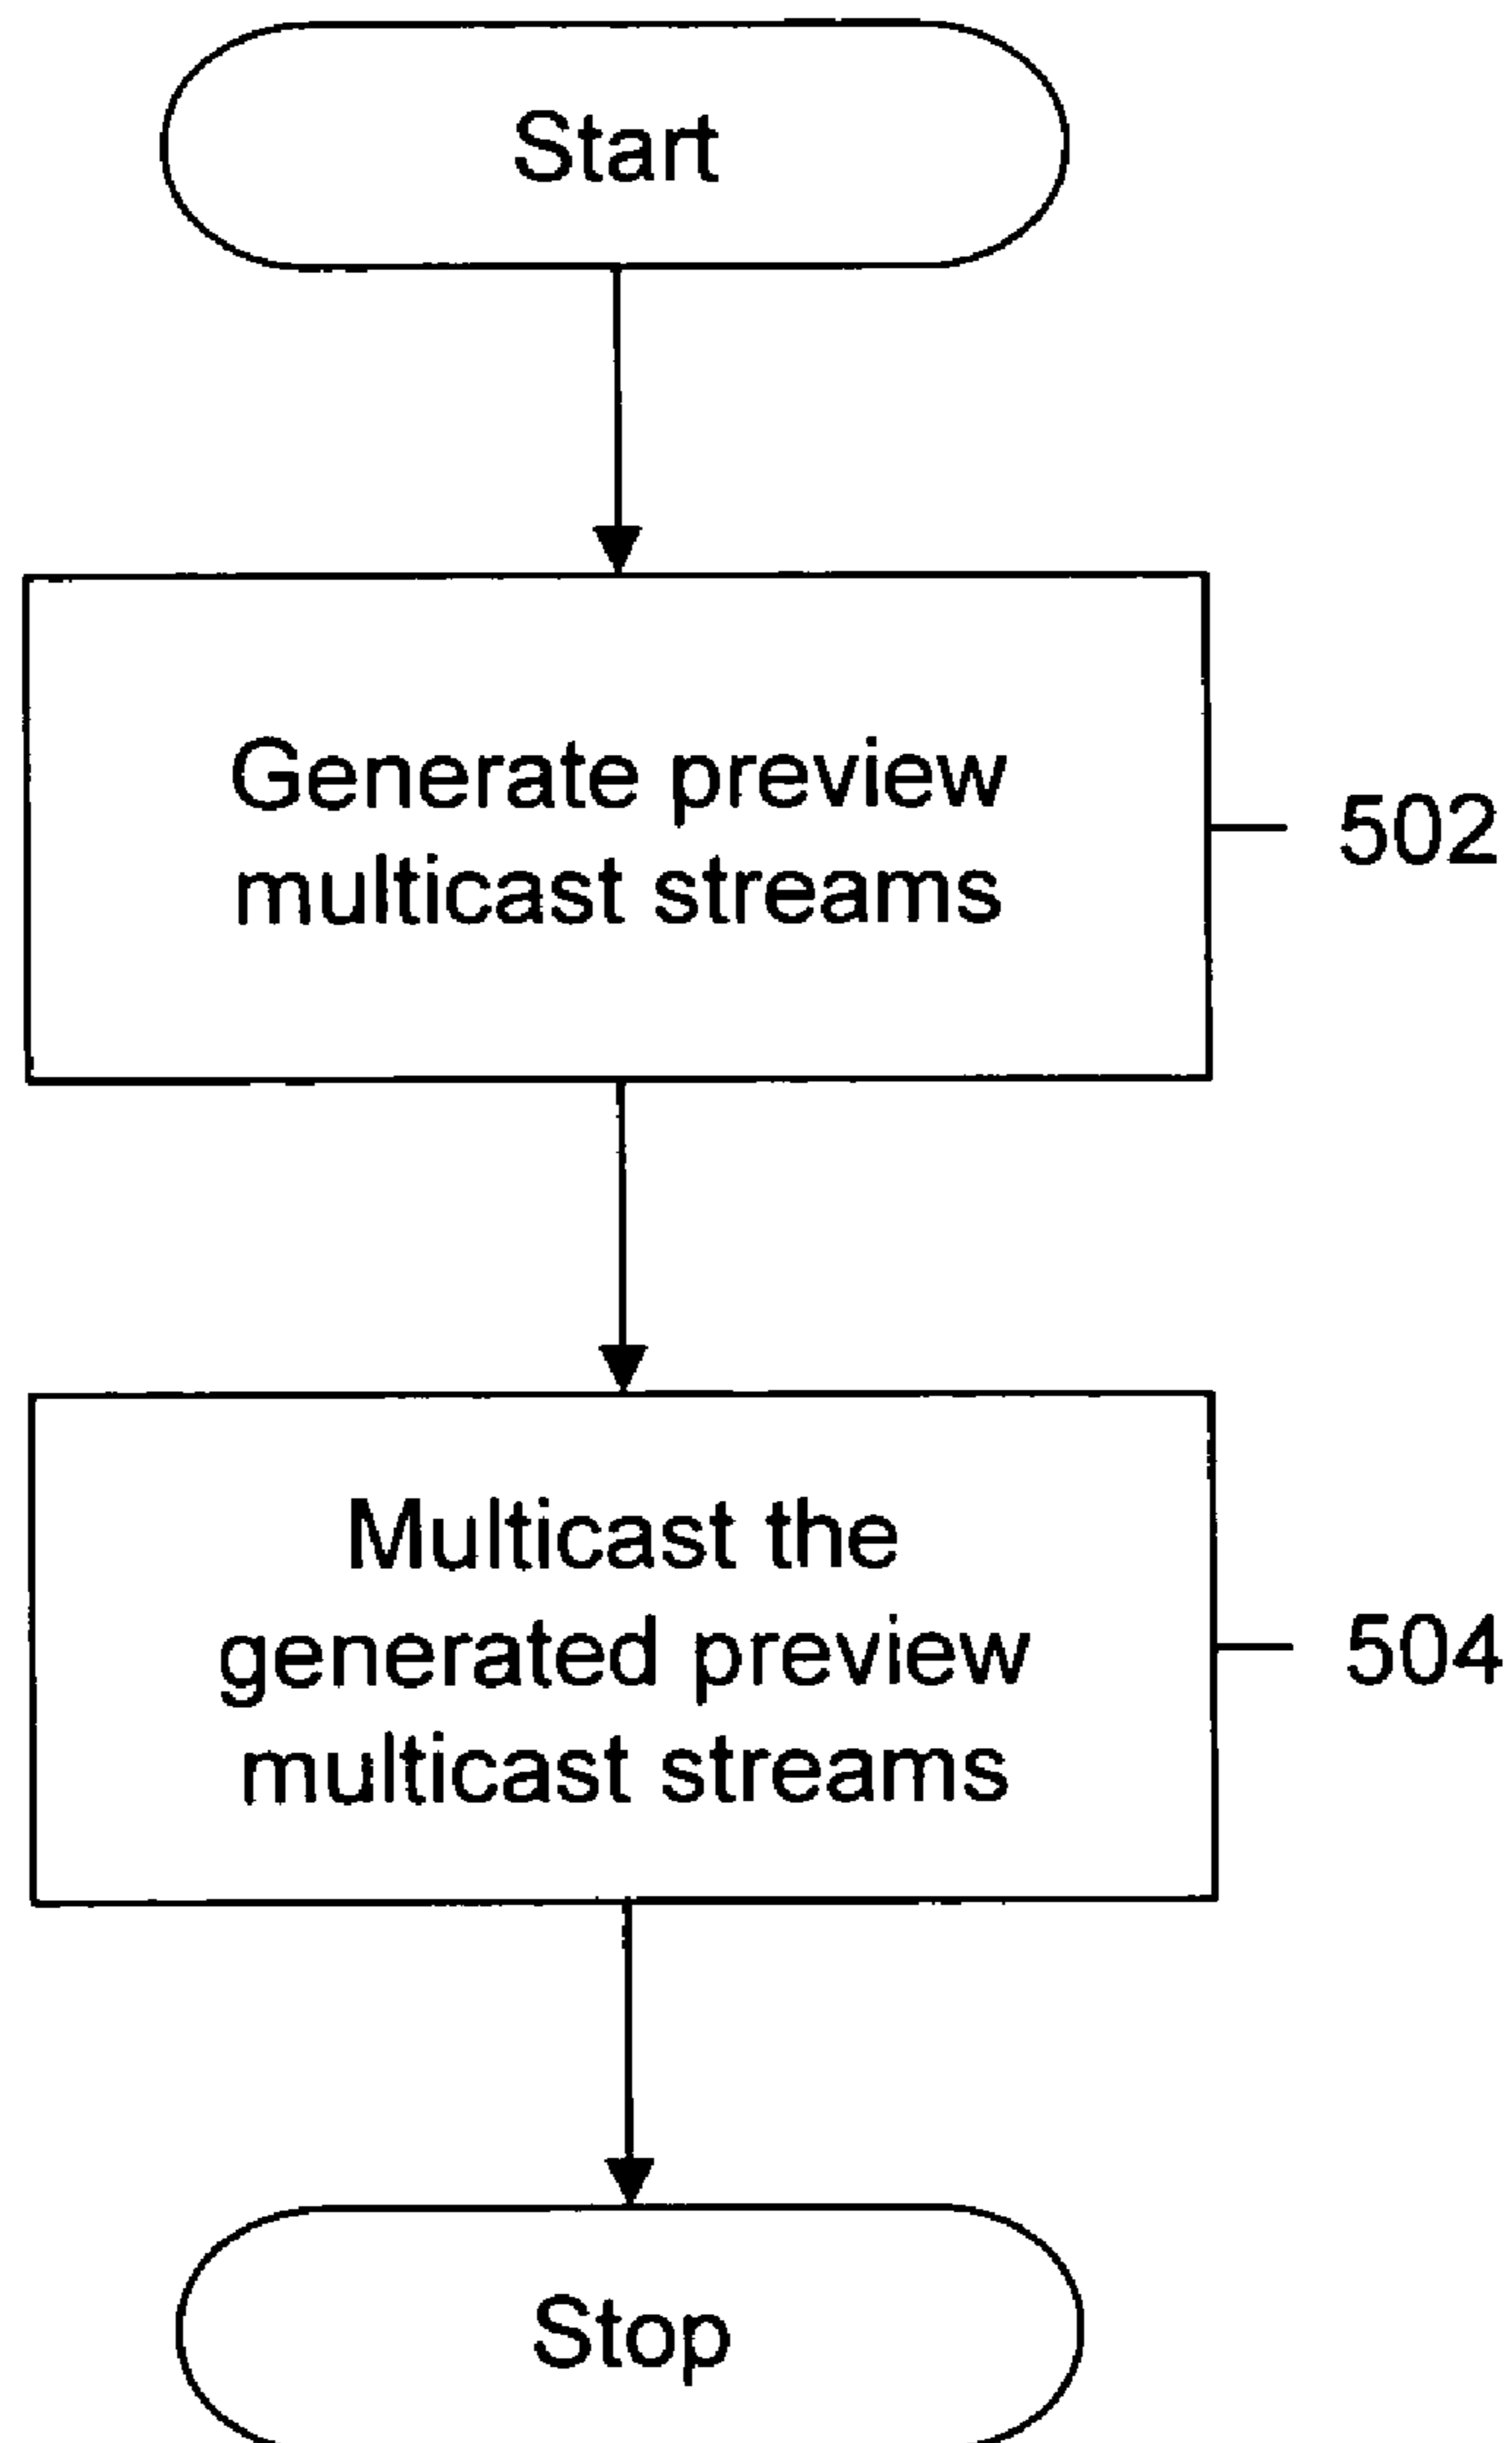 Start
Generate preview
multicast streams
502
Multicast the
generated preview
multicast streams
504
Stop